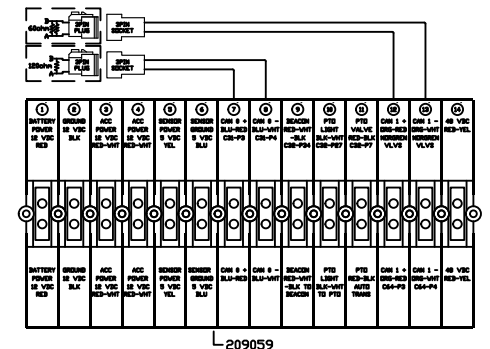 B
60ohm
A
3PIN
PLUG
3PIN
SOCKET
B
120ohm
A
3PIN
PLUG
3PIN
SOCKET
1
BATTERY
POWER
12 VDC
RED
2
GROUND
12 VDC
BLK
3
ACC
POWER
12 VDC
RED-WHT
4
ACC
POWER
12 VDC
RED-WHT
5
SENSOR
POWER
5 VDC
YEL
6
SENSOR
GROUND
5 VDC
BLU
7
CAN 0 +
BLU-RED
C31-P3
8
CAN 0 -
BLU-WHT
C31-P4
9
BEACON
RED-WHT
-BLK
C32-P34
10
PTO
LIGHT
BLK-WHT
C32-P27
11
PTO
VALVE
RED-BLK
C32-P7
12
CAN 1 +
ORG-RED
NORGREN
VLVS
13
CAN 1 -
ORG-WHT
NORGREN
VLVS
14
48 VDC
RED-YEL
BATTERY
POWER
12 VDC
RED
GROUND
12 VDC
BLK
ACC
POWER
12 VDC
RED-WHT
ACC
POWER
12 VDC
RED-WHT
SENSOR
POWER
5 VDC
YEL
SENSOR
GROUND
5 VDC
BLU
CAN 0 +
BLU-RED
CAN 0 -
BLU-WHT
BEACON
RED-WHT
-BLK TO
BEACON
PTO
LIGHT
BLK-WHT
TO PTO
PTO
RED-BLK
AUTO
TRANS
CAN 1 +
ORG-RED
C64-P3
CAN 1 -
ORG-WHT
C64-P4
48 VDC
RED-YEL
209059